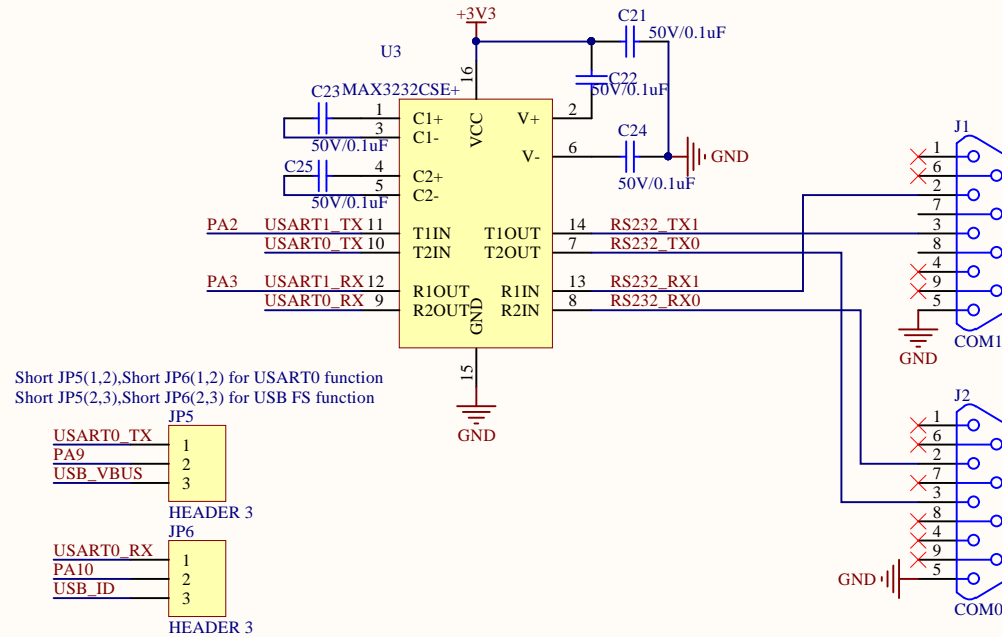 +3V3
C21
50V/0.1uF
U3
16
C22
50V/0.1uF
C23
MAX3232CSE+
1
C1+
VCC
V+
2
3
C1-
C24
50V/0.1uF
V-
6
GND
C25
4
C2+
50V/0.1uF
5
C2-
50V/0.1uF
PA2
USART1_TX
11
T1IN
T1OUT
14
RS232_TX1
USART0_TX
10
T2IN
T2OUT
7
RS232_TX0
PA3
USART1_RX
12
R1OUT
R1IN
13
RS232_RX1
USART0_RX
9
R2OUT
GND
R2IN
8
RS232_RX0
15
GND
J1
1
6
2
7
3
8
4
9
5
GND
COM1
Short JP5(1,2),Short JP6(1,2) for USART0 function
Short JP5(2,3),Short JP6(2,3) for USB FS function
JP5
USART0_TX
1
PA9
2
USB_VBUS
3
HEADER 3
JP6
USART0_RX
1
PA10
2
USB_ID
3
HEADER 3
J2
1
6
2
7
3
8
4
9
GND
5
COM0